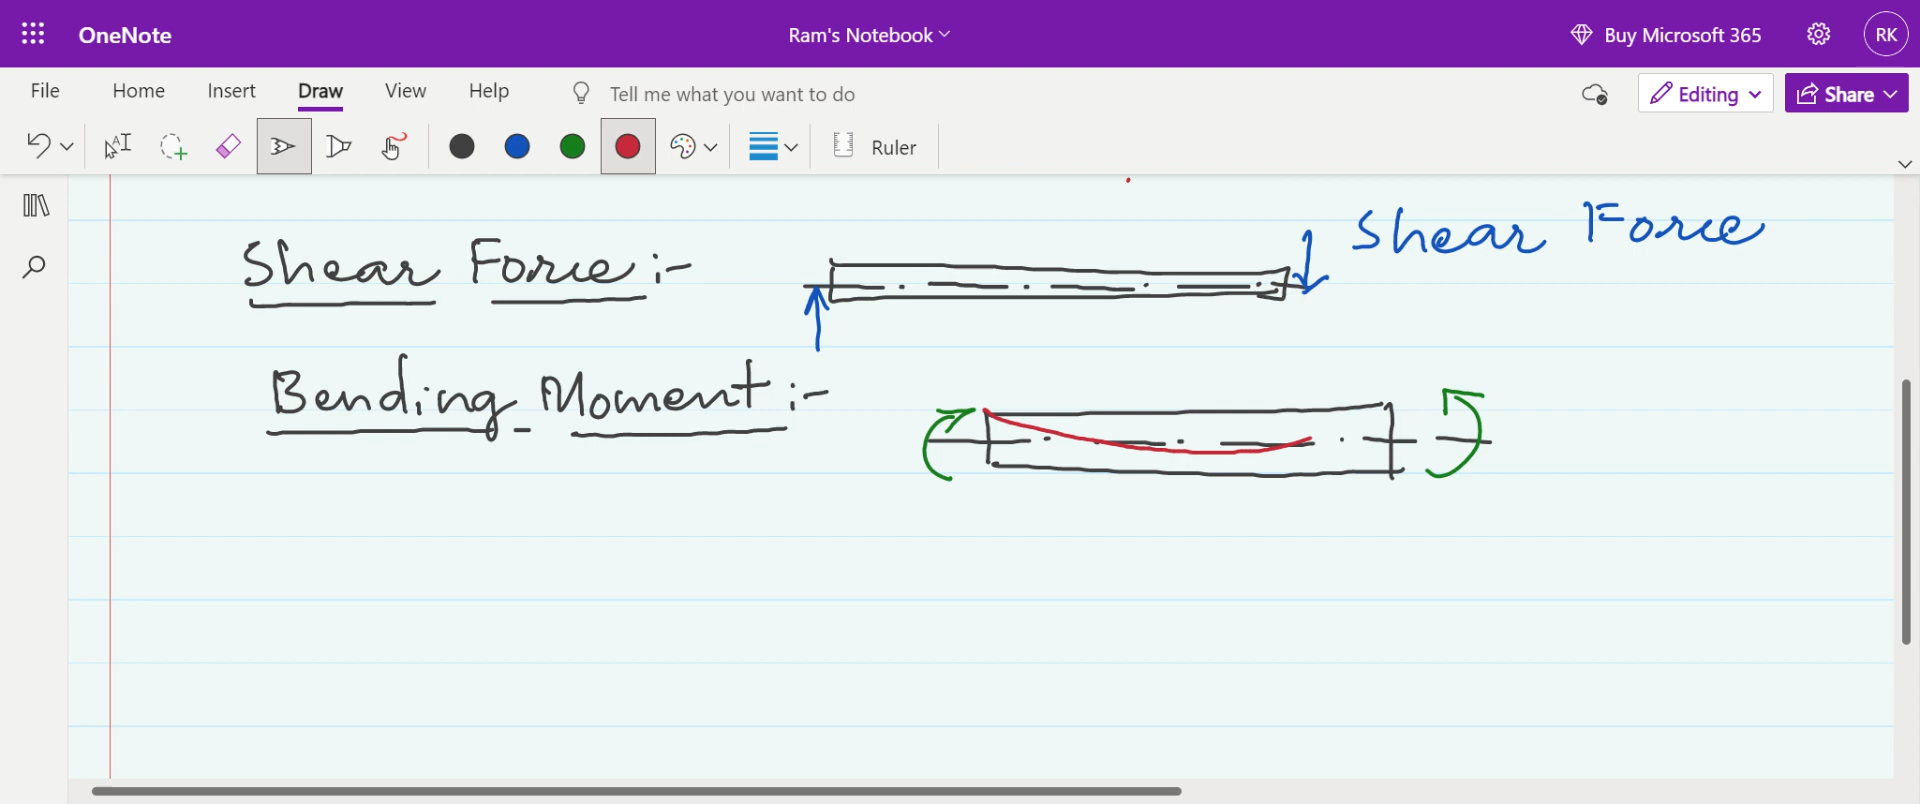 OneNote
Ram's Notebook
Buy Microsoft 365
RK
File Home Insert Draw View Help Tell me what you want to do Editing Share
Ruler
Shear Force :-
Shear Force
Bending Moment :-